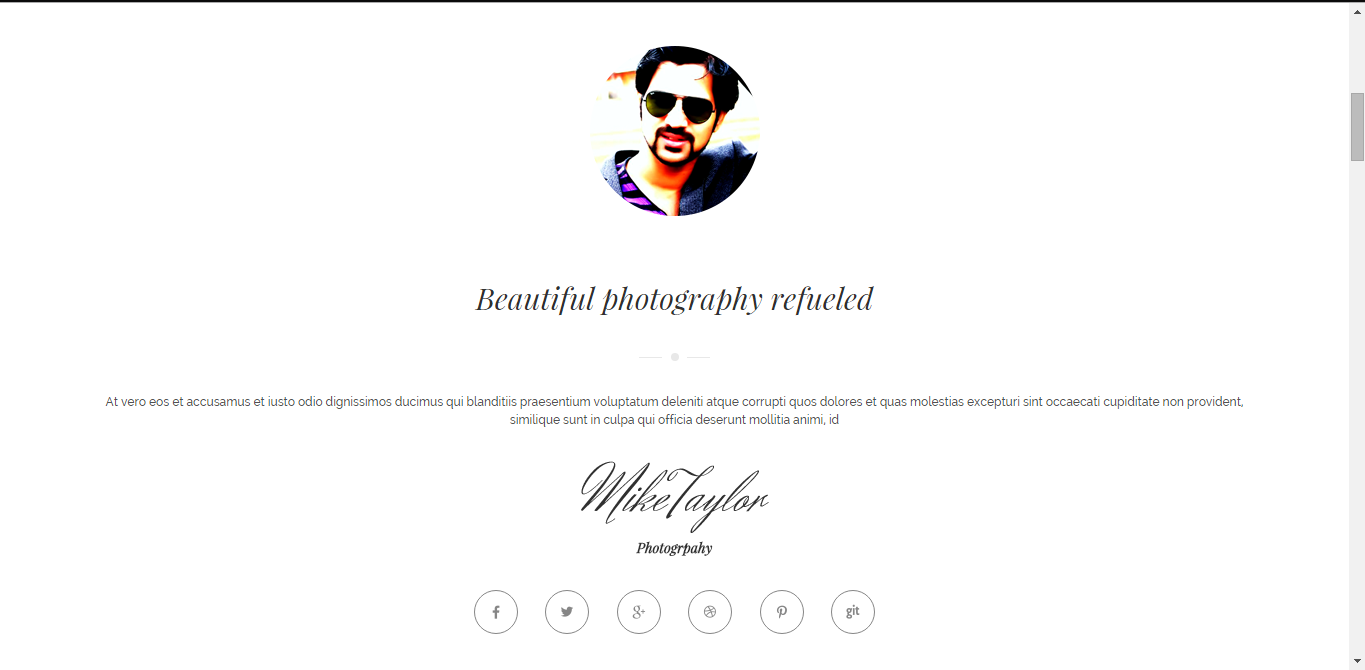 Beautiful photography refueled
At vero eos et accusamus et iusto odio dignissimos ducimus qui blanditiis praesentium voluptatum deleniti atque corrupti quos dolores et quas molestias excepturi sint occaecati cupiditate non provident,
similique sunt in culpa qui officia deserunt mollitia animi, id
MikeTaylor
Photogrpahy
g+ git